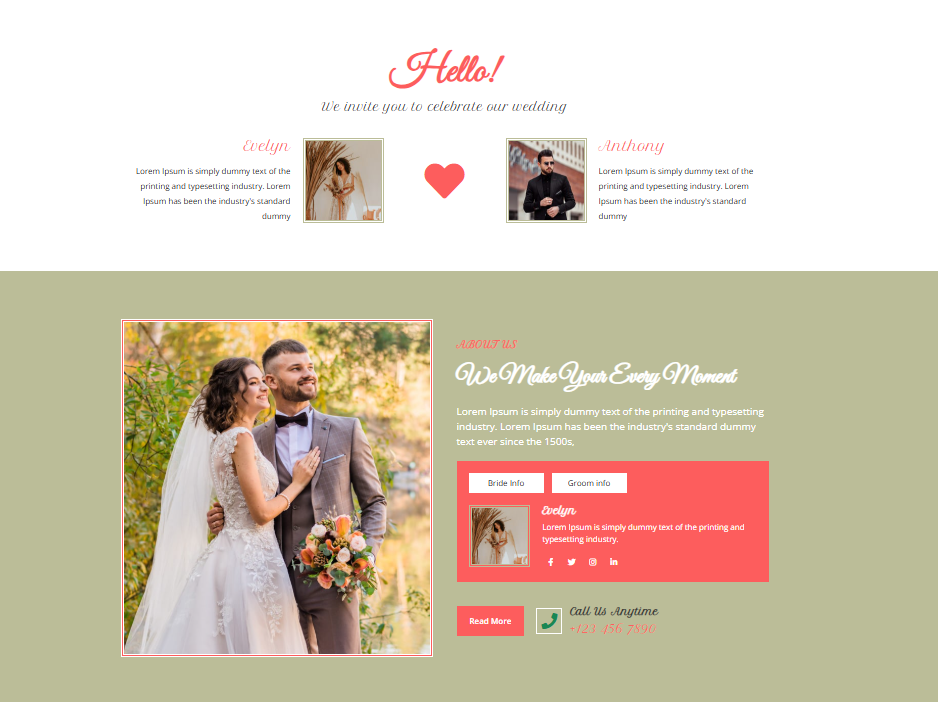 Hello!
We invite you to celebrate our wedding
Evelyn
Lorem Ipsum is simply dummy text of the
printing and typesetting industry. Lorem
Ipsum has been the industry's standard
dummy
Anthony
Lorem Ipsum is simply dummy text of the
printing and typesetting industry. Lorem
Ipsum has been the industry's standard
dummy
ABOUT US
We Make Your Every Moment
Lorem Ipsum is simply dummy text of the printing and typesetting
industry. Lorem Ipsum has been the industry's standard dummy
text ever since the 1500s,
Bride Info
Groom info
Evelyn
Lorem Ipsum is simply dummy text of the printing and
typesetting industry.
Read More
Call Us Anytime
+123 456 7890